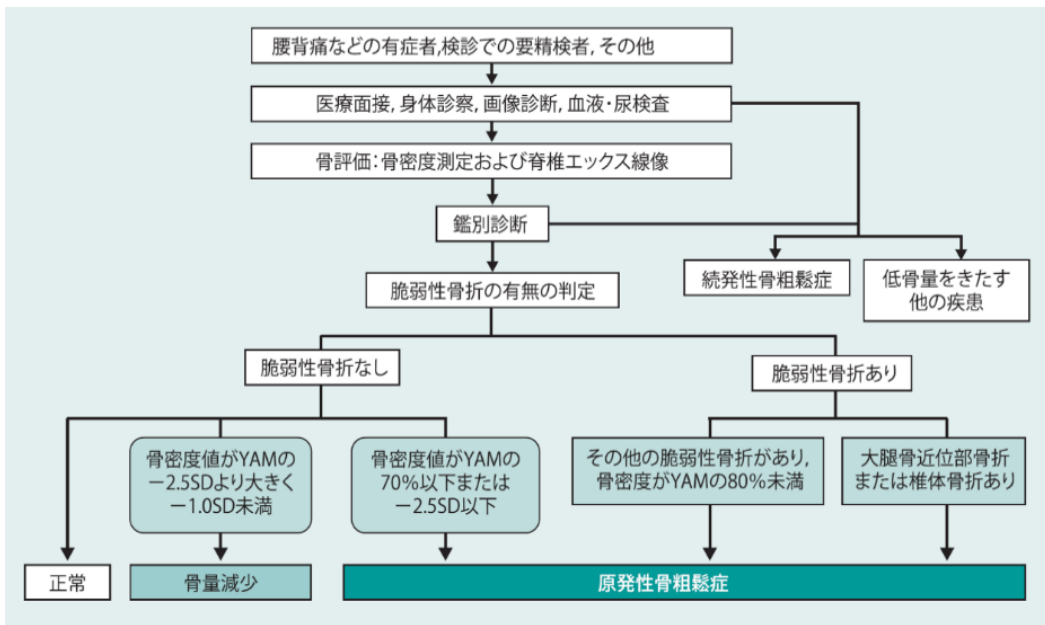 腰背痛などの有症者,検診での要精検者, その他
医療面接, 身体診察, 画像診断, 血液・尿検査
骨評価：骨密度測定および脊椎エックス線像
鑑別診断
続発性骨粗鬆症
低骨量をきたす
他の疾患
脆弱性骨折の有無の判定
脆弱性骨折なし
脆弱性骨折あり
骨密度値がYAMの
－2.5SDより大きく
－1.0SD未満
骨密度値がYAMの
70％以下または
－2.5SD以下
その他の脆弱性骨折があり,
骨密度がYAMの80％未満
大腿骨近位部骨折
または椎体骨折あり
正常
骨量減少
原発性骨粗鬆症